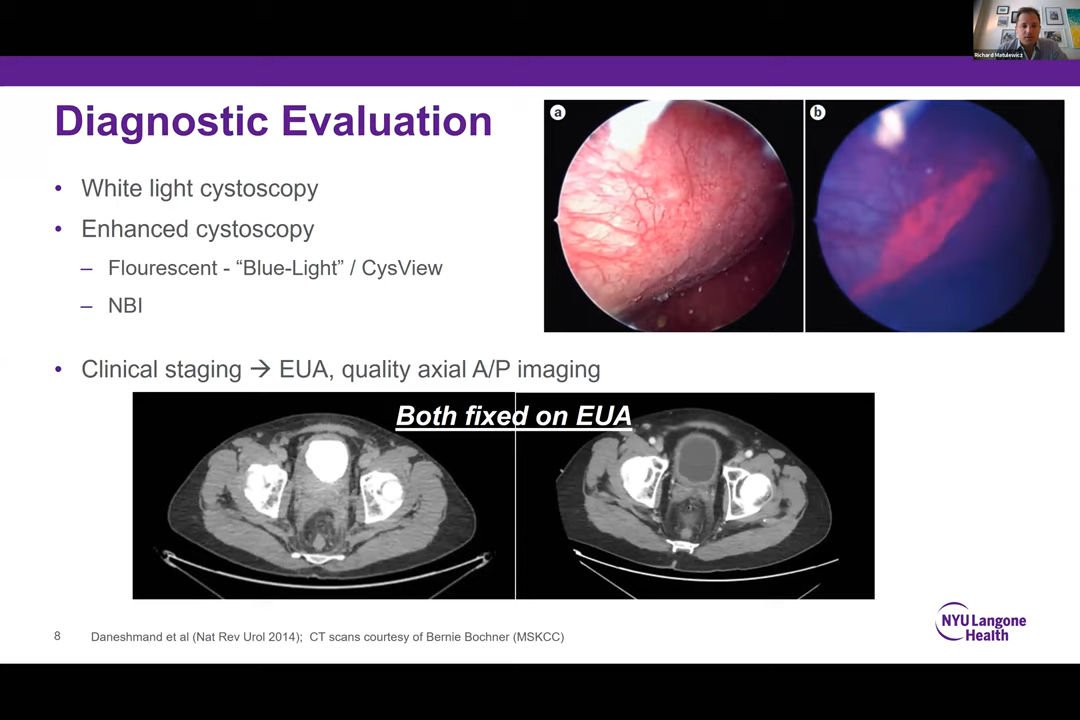 Richard Matulewicz
Diagnostic Evaluation
a
b
• White light cystoscopy
• Enhanced cystoscopy
– Flourescent - “Blue-Light” / CysView
– NBI
• Clinical staging → EUA, quality axial A/P imaging
Both fixed on EUA
8
Daneshmand et al (Nat Rev Urol 2014); CT scans courtesy of Bernie Bochner (MSKCC)
NYU Langone
Health